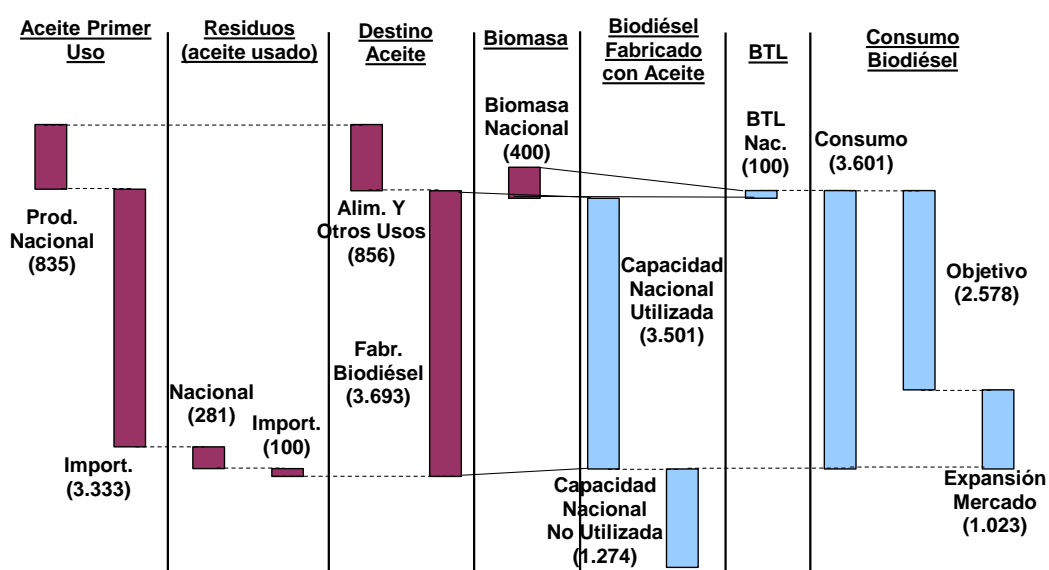 Aceite Primer
Uso
Residuos
(aceite usado)
Destino
Aceite
Biomasa
Biodiésel
Fabricado
con Aceite
BTL
Consumo
Biodiésel
Prod.
Nacional
(835)
Import.
(3.333)
Nacional
(281)
Import.
(100)
Alim. Y
Otros Usos
(856)
Fabr.
Biodiésel
(3.693)
Biomasa
Nacional
(400)
Capacidad
Nacional
Utilizada
(3.501)
Capacidad
Nacional
No Utilizada
(1.274)
BTL
Nac.
(100)
Consumo
(3.601)
Objetivo
(2.578)
Expansión
Mercado
(1.023)